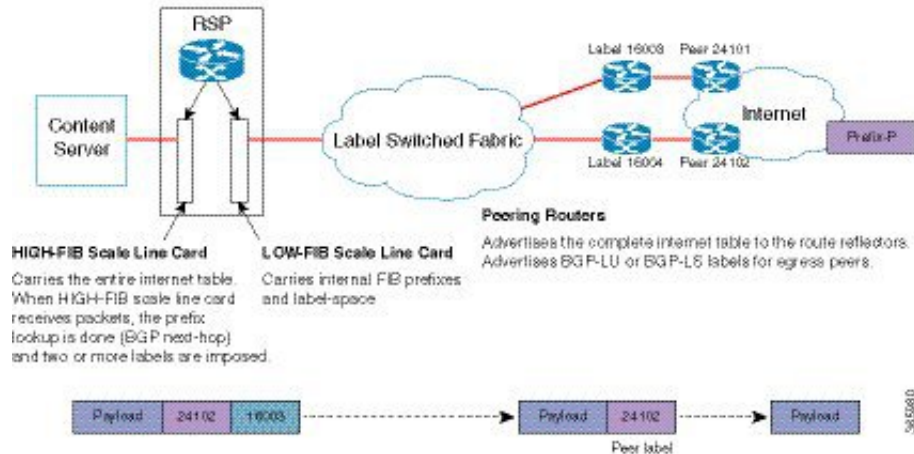 RSP
Label 16003 Peer 24101
Content
Server
Label Switched Fabric
Internet
Prefix-P
Label 16004 Peer 24102
Peering Routers
Advertises the complete internet table to the route reflectors.
Advertises BGP-LU or BGP-LS labels for egress peers.
HIGH-FIB Scale Line Card
Carries the entire internet table.
When HIGH-FIB scale line card
receives packets, the prefix
lookup is done (BGP next-hop)
and two or more labels are imposed.
LOW-FIB Scale Line Card
Carries internal FIB prefixes
and label-space
Payload 24102 16003
Payload 24102
Peer label
Payload